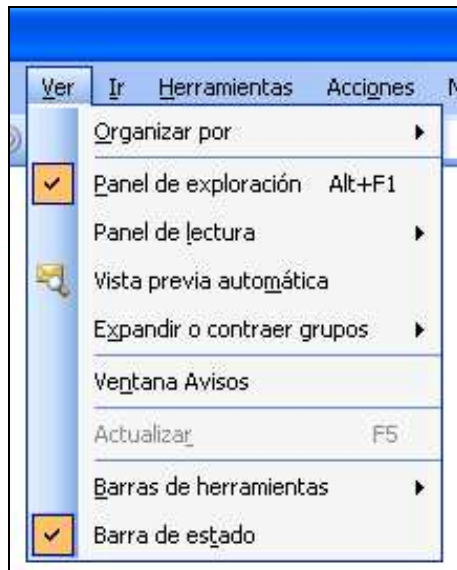 Ver Ir Herramientas Acciones
Organizar por
Panel de exploración Alt+F1
Panel de lectura
Vista previa automática
Expandir o contraer grupos
Ventana Avisos
Actualizar F5
Barras de herramientas
Barra de estado